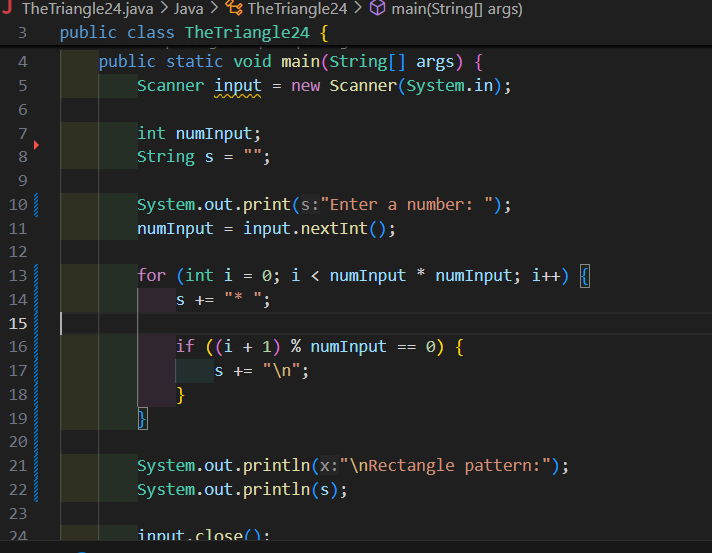 J TheTriangle24.java > Java > TheTriangle24 > main(String[] args)
3 public class TheTriangle24 {
4 public static void main(String[] args) {
5 Scanner input = new Scanner(System.in);
6
7 int numInput;
8 String s = "";
9
10 System.out.print(s:"Enter a number: ");
11 numInput = input.nextInt();
12
13 for (int i = 0; i < numInput * numInput; i++) {
14 s += "* ";
15
16 if ((i + 1) % numInput == 0) {
17 s += "\n";
18 }
19 }
20
21 System.out.println(x:"\nRectangle pattern:");
22 System.out.println(s);
23
24 input.close();